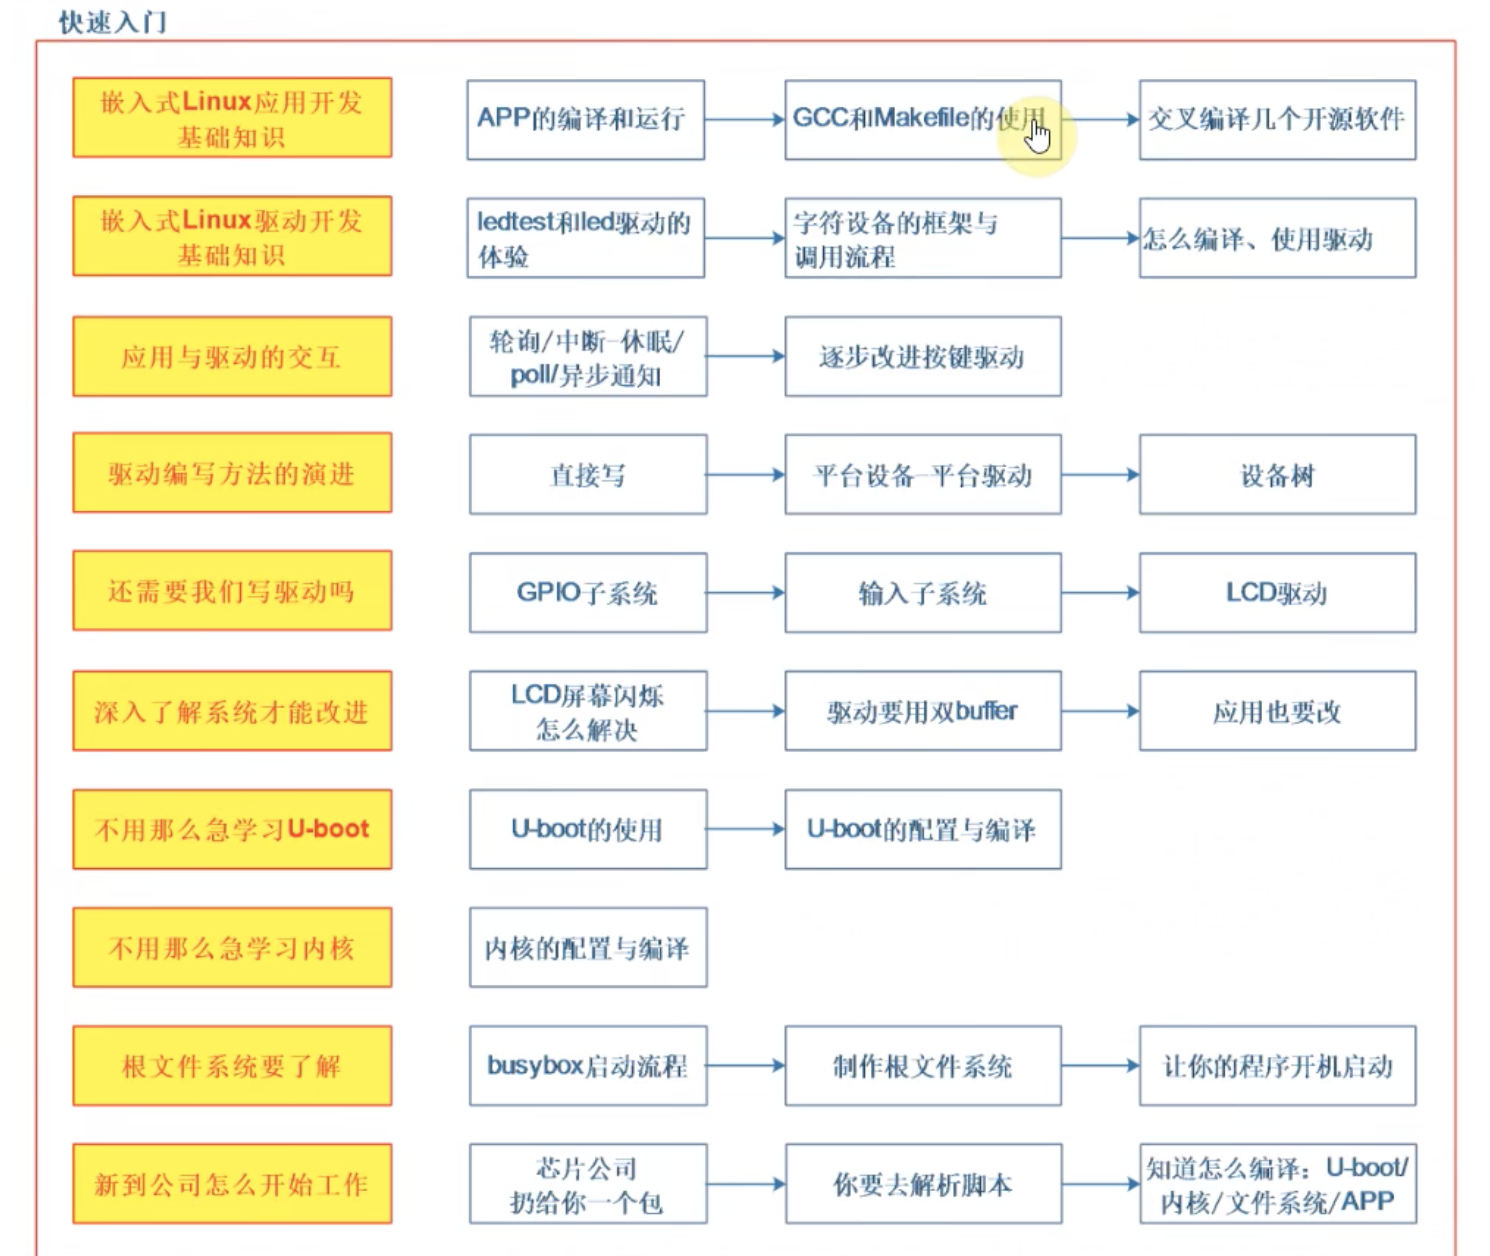 快速入门
嵌入式Linux应用开发
基础知识
APP的编译和运行
GCC和Makefile的使用
交叉编译几个开源软件
嵌入式Linux驱动开发
基础知识
ledtest和led驱动的
体验
字符设备的框架与
调用流程
怎么编译、使用驱动
应用与驱动的交互
轮询/中断-休眠/
poll/异步通知
逐步改进按键驱动
驱动编写方法的演进
直接写
平台设备-平台驱动
设备树
还需要我们写驱动吗
GPIO子系统
输入子系统
LCD驱动
深入了解系统才能改进
LCD屏幕闪烁
怎么解决
驱动要用双buffer
应用也要改
不用那么急学习U-boot
U-boot的使用
U-boot的配置与编译
不用那么急学习内核
内核的配置与编译
根文件系统要了解
busybox启动流程
制作根文件系统
让你的程序开机启动
新到公司怎么开始工作
芯片公司
扔给你一个包
你要去解析脚本
知道怎么编译：U-boot/
内核/文件系统/APP